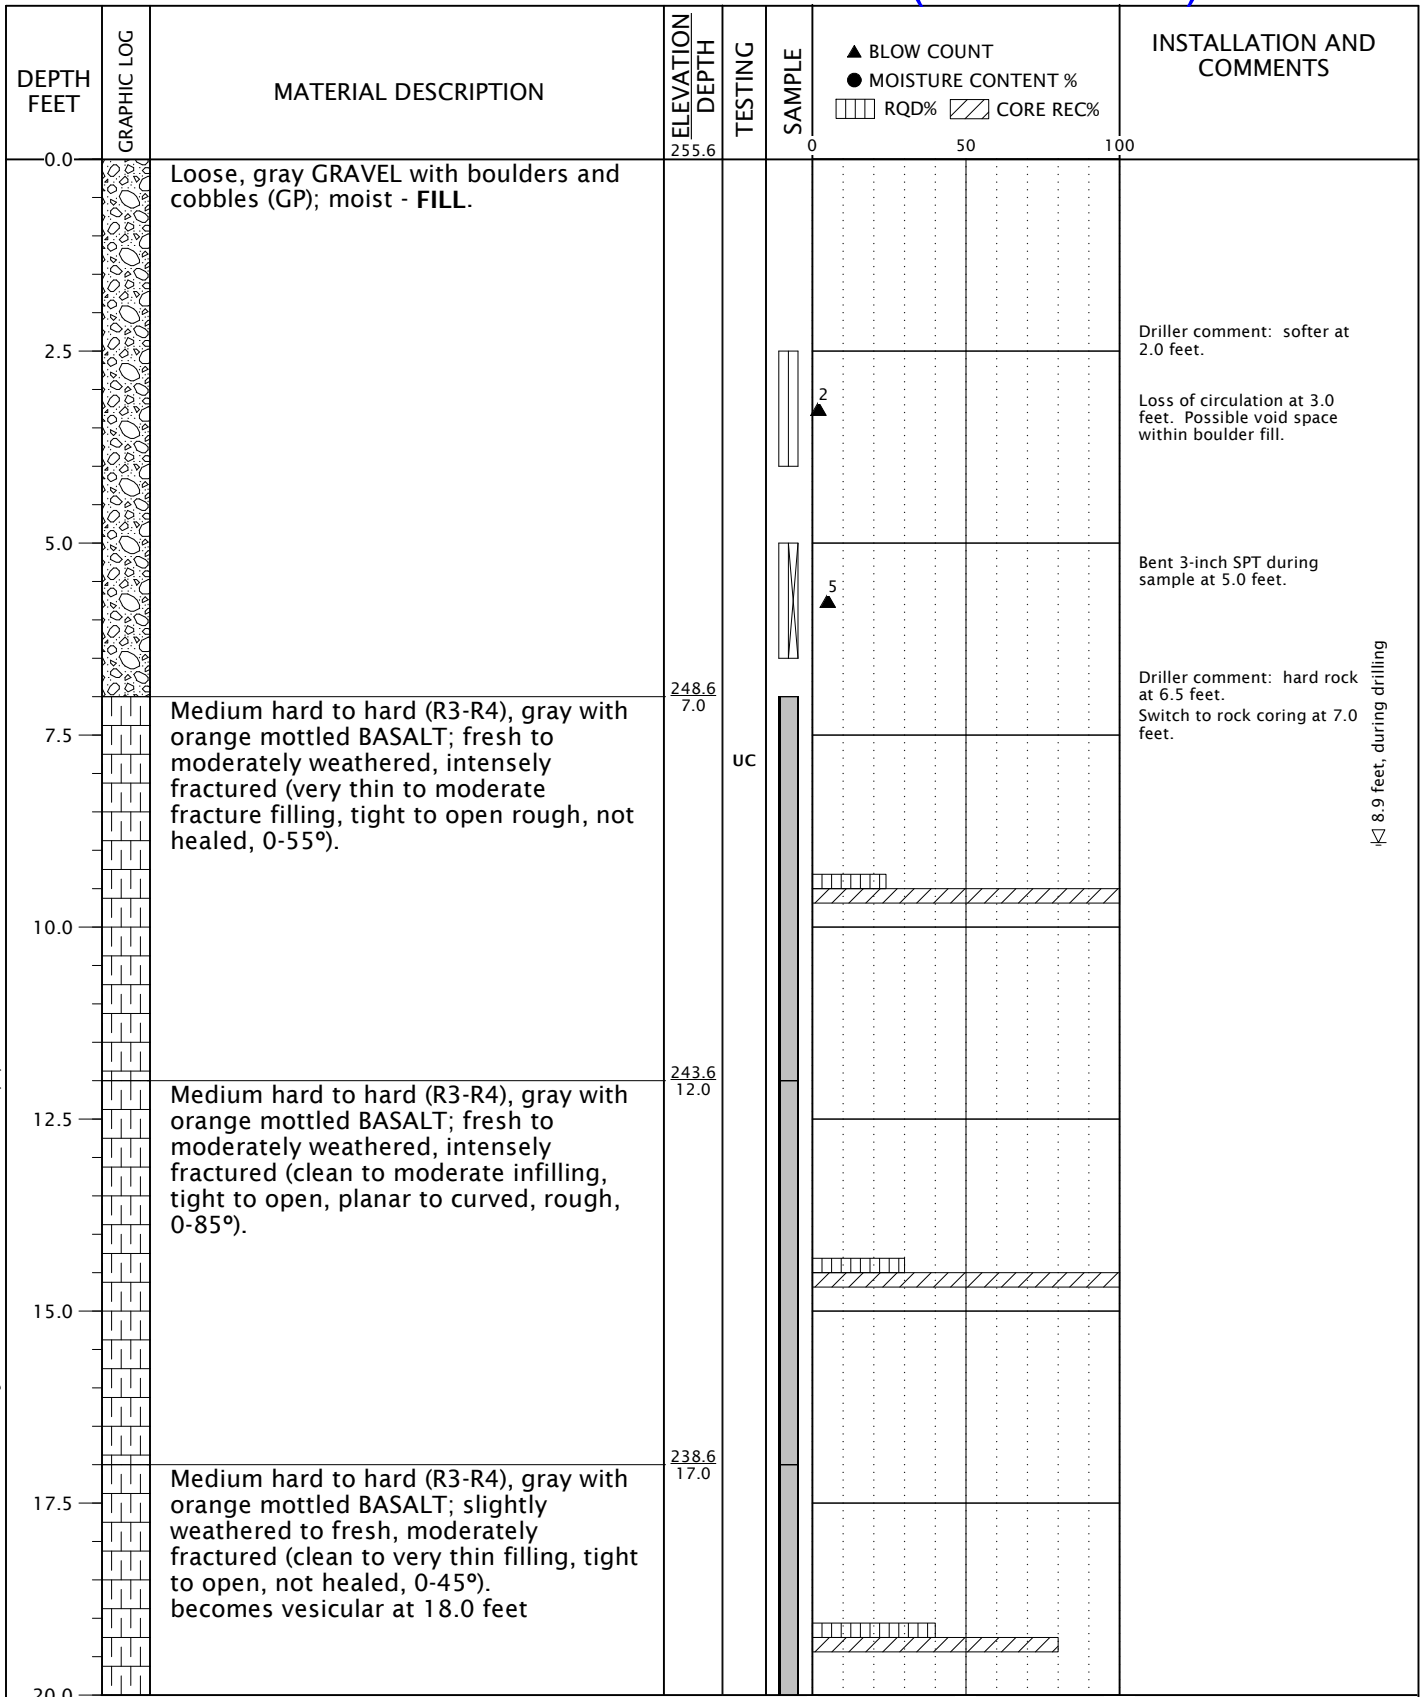 DEPTH
FEET
GRAPHIC LOG
MATERIAL DESCRIPTION
ELEVATION
DEPTH
TESTING
SAMPLE
▲ BLOW COUNT
● MOISTURE CONTENT %
RQD% CORE REC%
INSTALLATION AND
COMMENTS
0 50 100
255.6
0.0
Loose, gray GRAVEL with boulders and
cobbles (GP); moist - FILL.
Driller comment: softer at
2.0 feet.
2.5
2
Loss of circulation at 3.0
feet. Possible void space
within boulder fill.
5.0
Bent 3-inch SPT during
sample at 5.0 feet.
5
Driller comment: hard rock
at 6.5 feet.
Switch to rock coring at 7.0
feet.
8.9 feet, during drilling
248.6
7.0
Medium hard to hard (R3-R4), gray with
orange mottled BASALT; fresh to
moderately weathered, intensely
fractured (very thin to moderate
fracture filling, tight to open rough, not
healed, 0-55º).
7.5
UC
10.0
243.6
12.0
Medium hard to hard (R3-R4), gray with
orange mottled BASALT; fresh to
moderately weathered, intensely
fractured (clean to moderate infilling,
tight to open, planar to curved, rough,
0-85º).
12.5
15.0
238.6
17.0
Medium hard to hard (R3-R4), gray with
orange mottled BASALT; slightly
weathered to fresh, moderately
fractured (clean to very thin filling, tight
to open, not healed, 0-45º).
becomes vesicular at 18.0 feet
17.5
20.0